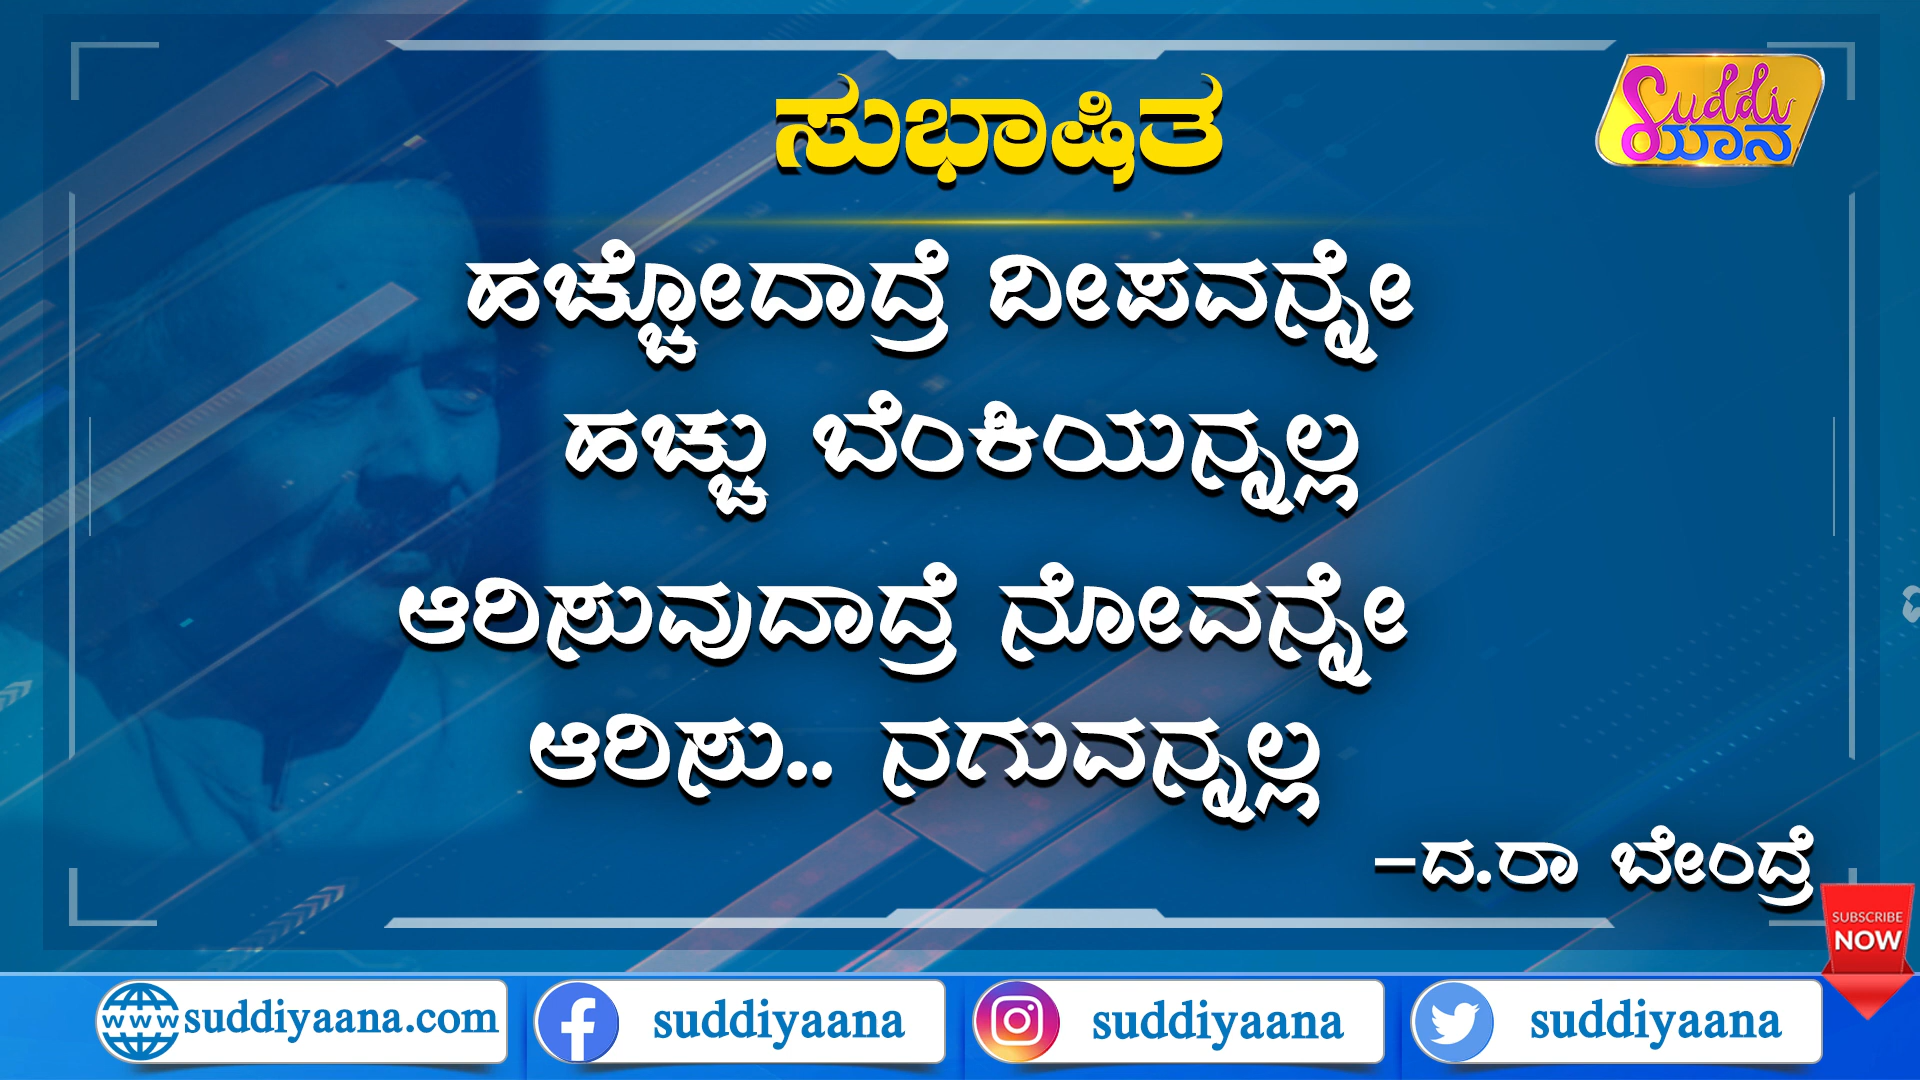 ಸುಭಾಷಿತ
Suddi
ಯಾನ
ಹಚ್ಚೋದಾದ್ರೆ ದೀಪವನ್ನೇ
ಹಚ್ಚು ಬೆಂಕಿಯನ್ನಲ್ಲ
ಆರಿಸುವುದಾದ್ರೆ ನೋವನ್ನೇ
ಆರಿಸು.. ನಗುವನ್ನಲ್ಲ
-ದ.ರಾ ಬೇಂದ್ರೆ
SUBSCRIBE
NOW
www.suddiyaana.com suddiyaana suddiyaana suddiyaana